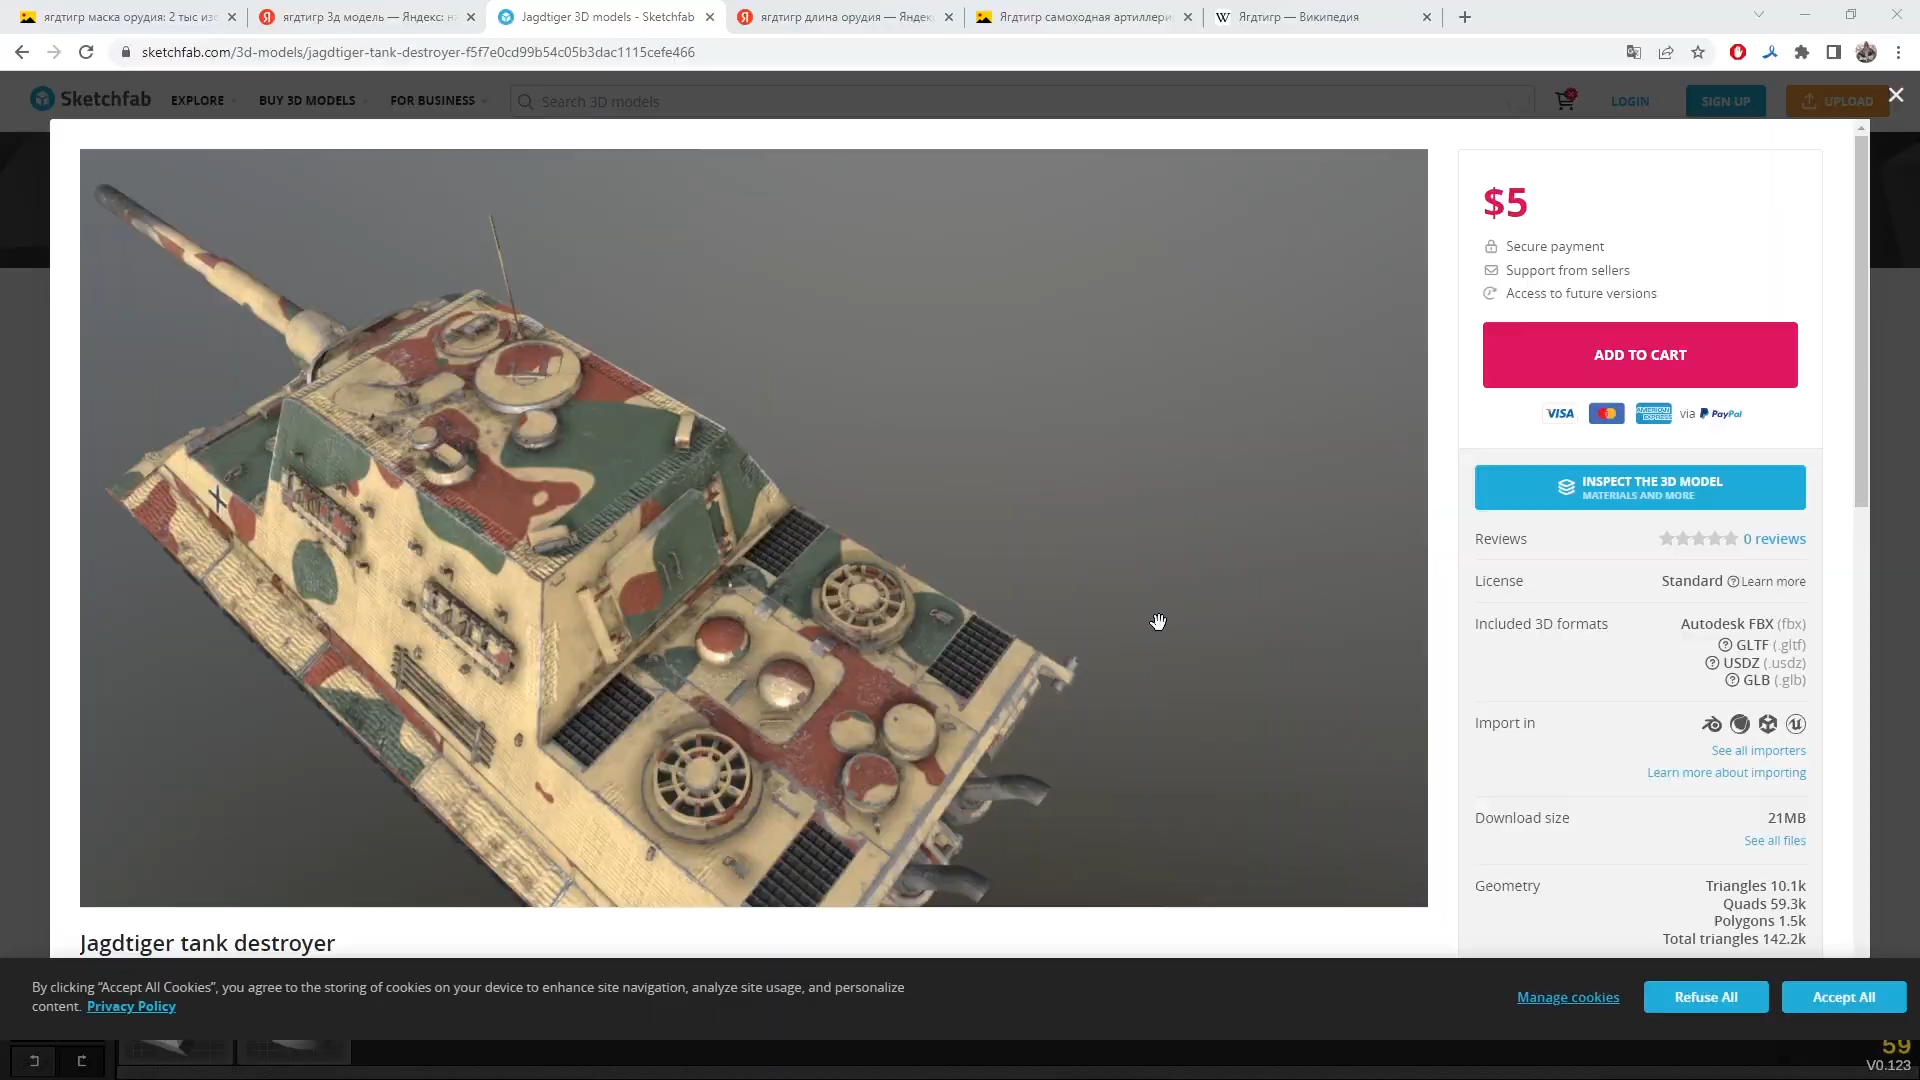 ягдтигр маска орудия: 2 тыс изо
ягдтигр 3д модель — Яндекс: на
Jagdtiger 3D models - Sketchfab
ягдтигр длина орудия — Яндекс
Ягдтигр самоходная артиллери
Ягдтигр — Википедия
sketchfab.com/3d-models/jagdtiger-tank-destroyer-f5f7e0cd99b54c05b3dac1115cefe466
Sketchfab
EXPLORE
BUY 3D MODELS
FOR BUSINESS
Search 3D models
LOGIN
SIGN UP
UPLOAD
$5
Secure payment
Support from sellers
Access to future versions
ADD TO CART
VISA
AMERICAN EXPRESS
via PayPal
INSPECT THE 3D MODEL
MATERIALS AND MORE
Reviews 0 reviews
License Standard Learn more
Included 3D formats Autodesk FBX (fbx)
GLTF (.gltf)
USDZ (.usdz)
GLB (.glb)
Import in
See all importers
Learn more about importing
Download size 21MB
See all files
Geometry Triangles 10.1k
Quads 59.3k
Polygons 1.5k
Total triangles 142.2k
Jagdtiger tank destroyer
By clicking “Accept All Cookies”, you agree to the storing of cookies on your device to enhance site navigation, analyze site usage, and personalize
content. Privacy Policy
Manage cookies
Refuse All
Accept All
59
V0.123